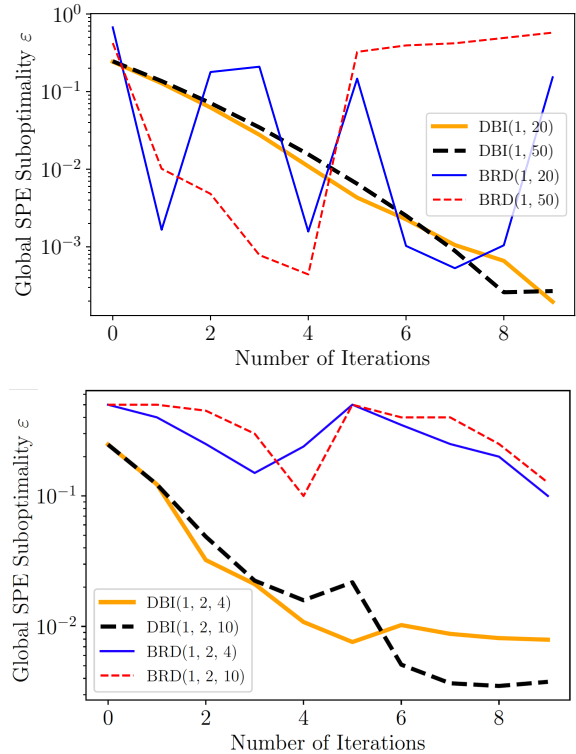 10^0
10^{-1}
10^{-2}
10^{-3}
Global SPE Suboptimality ε
DBI(1, 20)
DBI(1, 50)
BRD(1, 20)
BRD(1, 50)
0 2 4 6 8
Number of Iterations
10^{-1}
10^{-2}
Global SPE Suboptimality ε
DBI(1, 2, 4)
DBI(1, 2, 10)
BRD(1, 2, 4)
BRD(1, 2, 10)
0 2 4 6 8
Number of Iterations